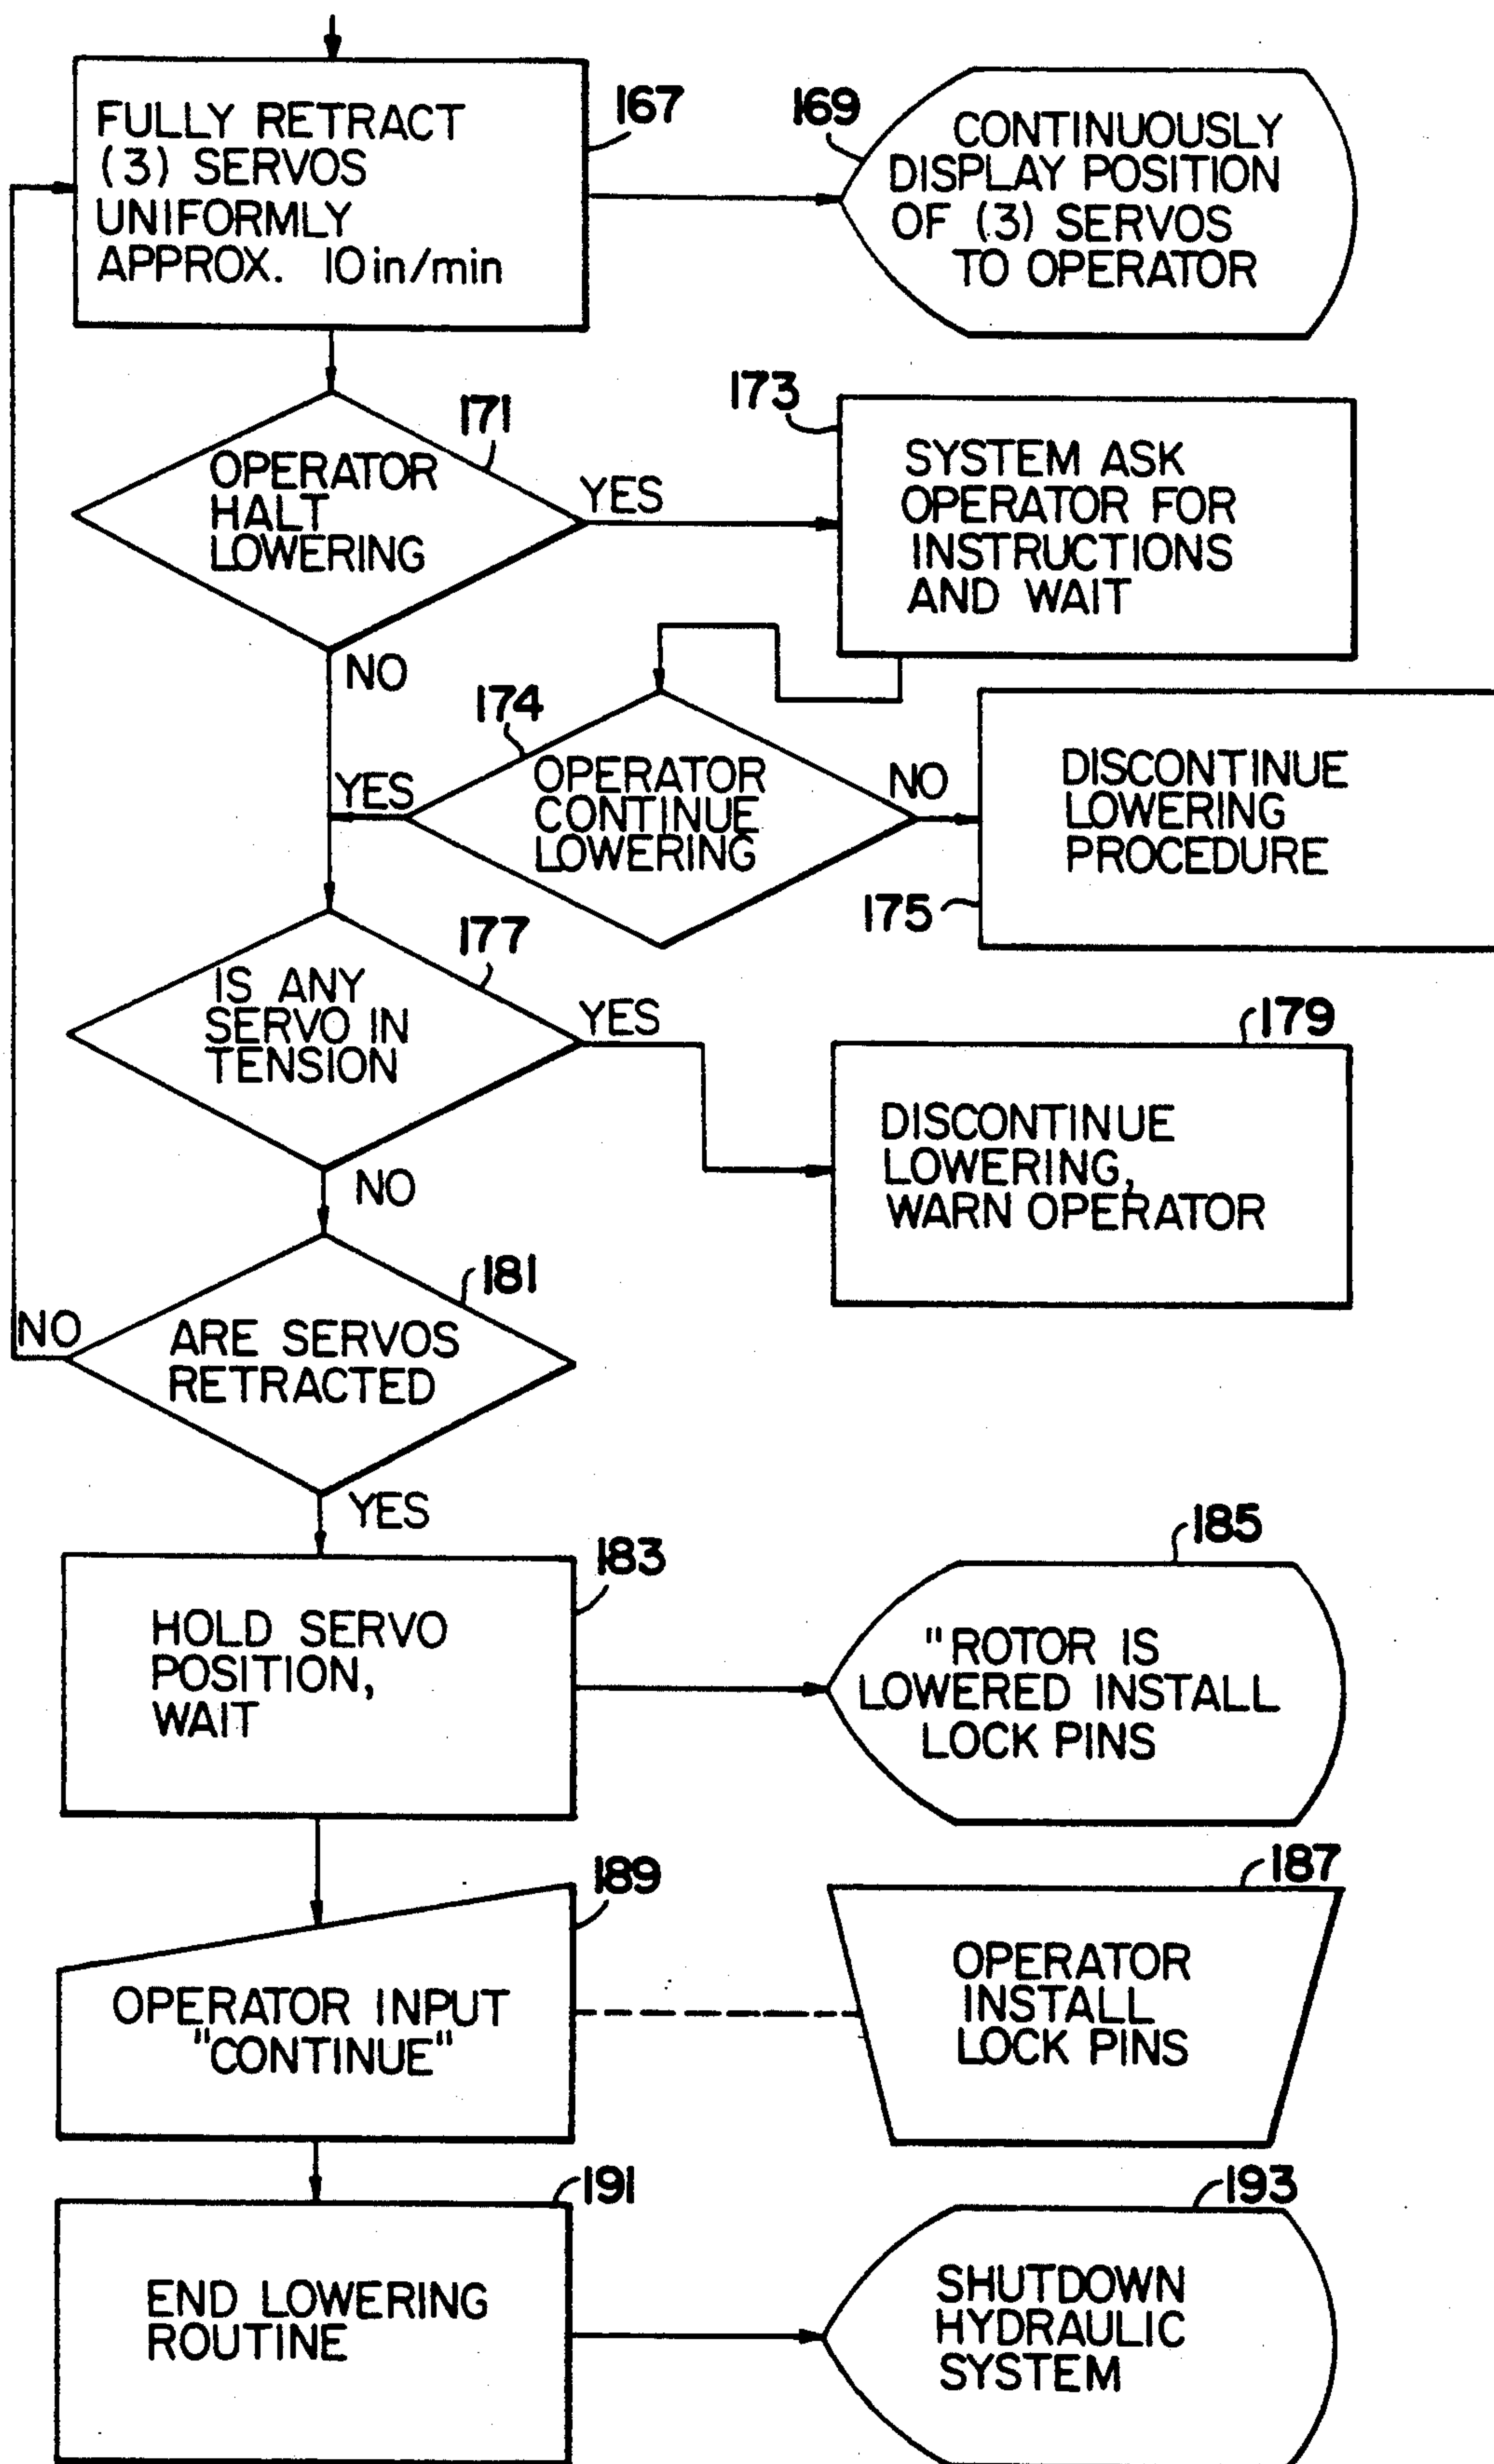 FULLY RETRACT
(3) SERVOS
UNIFORMLY
APPROX. 10 in/min
167
169
CONTINUOUSLY
DISPLAY POSITION
OF (3) SERVOS
TO OPERATOR
171
OPERATOR
HALT
LOWERING
YES
NO
173
SYSTEM ASK
OPERATOR FOR
INSTRUCTIONS
AND WAIT
174
OPERATOR
CONTINUE
LOWERING
YES
NO
DISCONTINUE
LOWERING
PROCEDURE
175
177
IS ANY
SERVO IN
TENSION
YES
NO
179
DISCONTINUE
LOWERING,
WARN OPERATOR
181
ARE SERVOS
RETRACTED
NO
YES
183
HOLD SERVO
POSITION,
WAIT
185
"ROTOR IS
LOWERED INSTALL
LOCK PINS
189
OPERATOR INPUT
"CONTINUE"
187
OPERATOR
INSTALL
LOCK PINS
191
END LOWERING
ROUTINE
193
SHUTDOWN
HYDRAULIC
SYSTEM